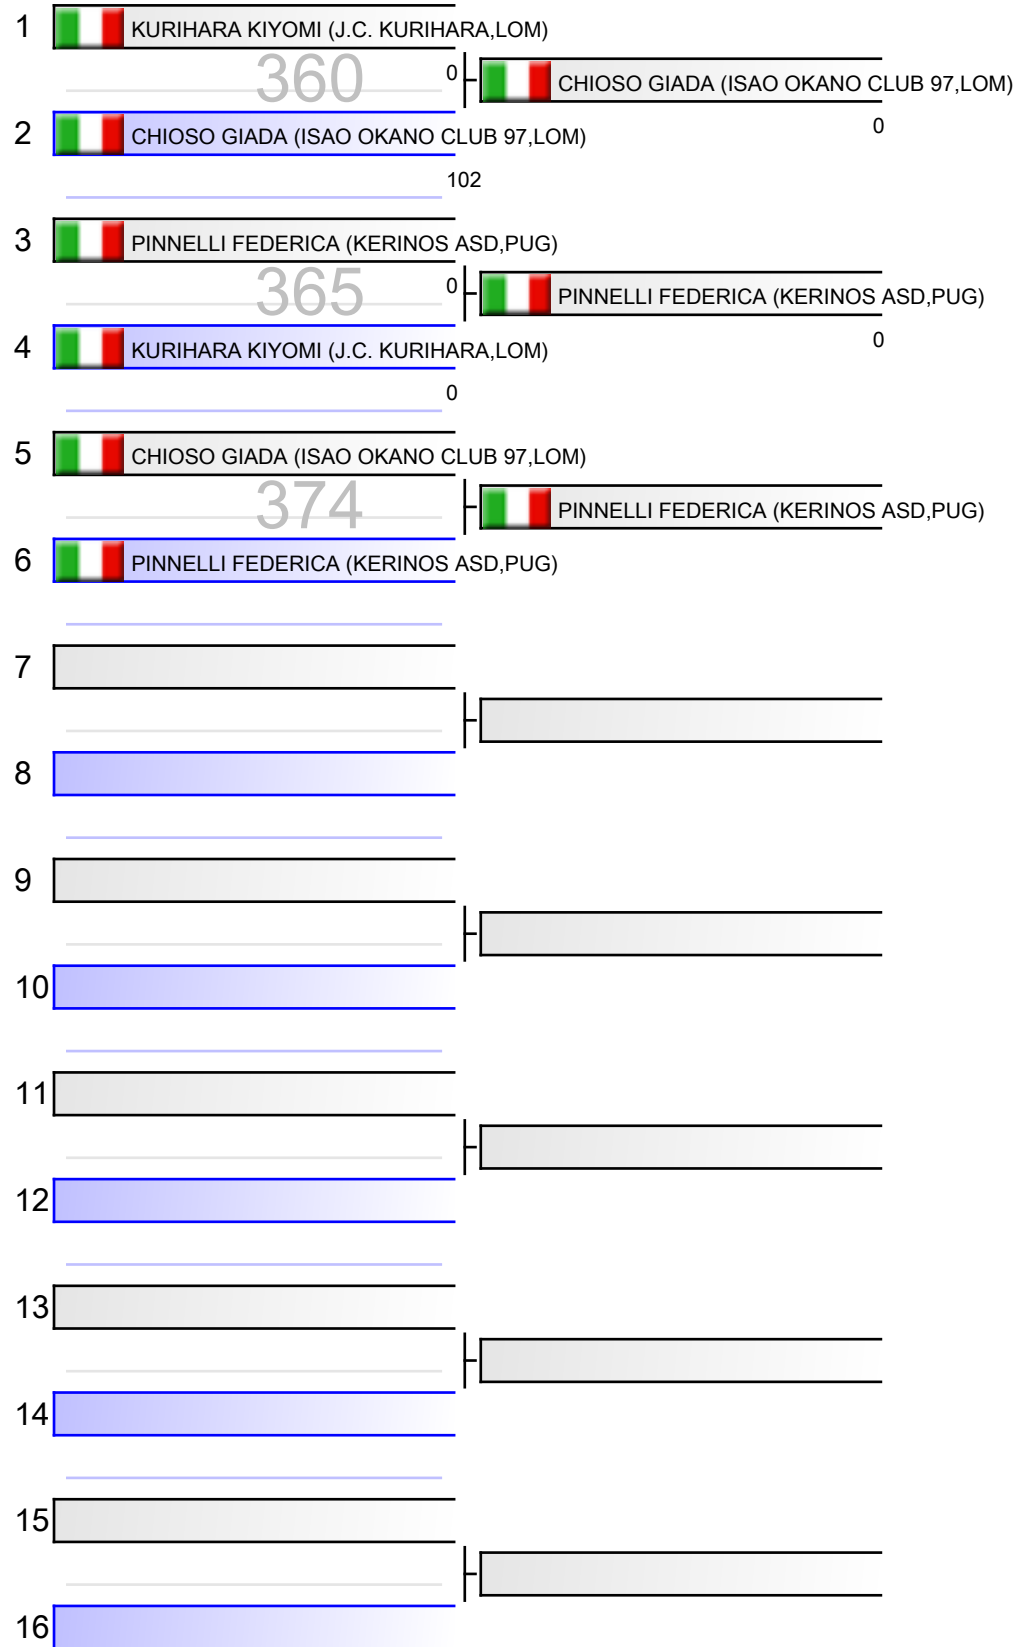 1 KURIHARA KIYOMI (J.C. KURIHARA,LOM)
360 0 CHIOSO GIADA (ISAO OKANO CLUB 97,LOM)
2 CHIOSO GIADA (ISAO OKANO CLUB 97,LOM) 0
102
3 PINNELLI FEDERICA (KERINOS ASD,PUG)
365 0 PINNELLI FEDERICA (KERINOS ASD,PUG)
4 KURIHARA KIYOMI (J.C. KURIHARA,LOM) 0
0
5 CHIOSO GIADA (ISAO OKANO CLUB 97,LOM)
374 PINNELLI FEDERICA (KERINOS ASD,PUG)
6 PINNELLI FEDERICA (KERINOS ASD,PUG)
7
8
9
10
11
12
13
14
15
16